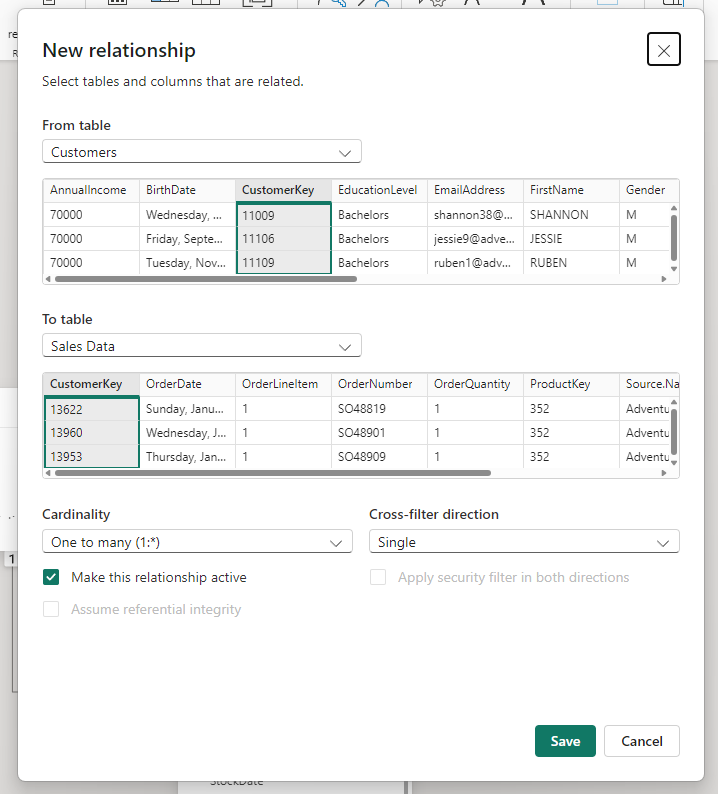 re
New relationship
Select tables and columns that are related.
From table
Customers
AnnualIncome BirthDate CustomerKey EducationLevel EmailAddress FirstName Gender
70000 Wednesday, ... 11009 Bachelors shannon38@... SHANNON M
70000 Friday, Septe... 11106 Bachelors jessie9@adve... JESSIE M
70000 Tuesday, Nov... 11109 Bachelors ruben1@adv... RUBEN M
To table
Sales Data
CustomerKey OrderDate OrderLineItem OrderNumber OrderQuantity ProductKey Source.Na
13622 Sunday, Janu... 1 SO48819 1 352 Adventu
13960 Wednesday, J... 1 SO48901 1 352 Adventu
13953 Thursday, Jan... 1 SO48909 1 352 Adventu
Cardinality Cross-filter direction
One to many (1:*) Single
1
Make this relationship active Apply security filter in both directions
Assume referential integrity
Save Cancel
StockDate